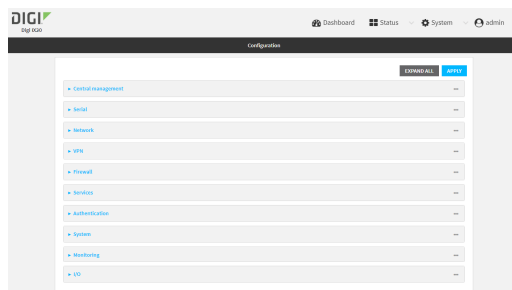 DIGI
Digi IX20
Dashboard Status System admin
Configuration
EXPAND ALL APPLY
Central management
Serial
Network
VPN
Firewall
Services
Authentication
System
Monitoring
I/O